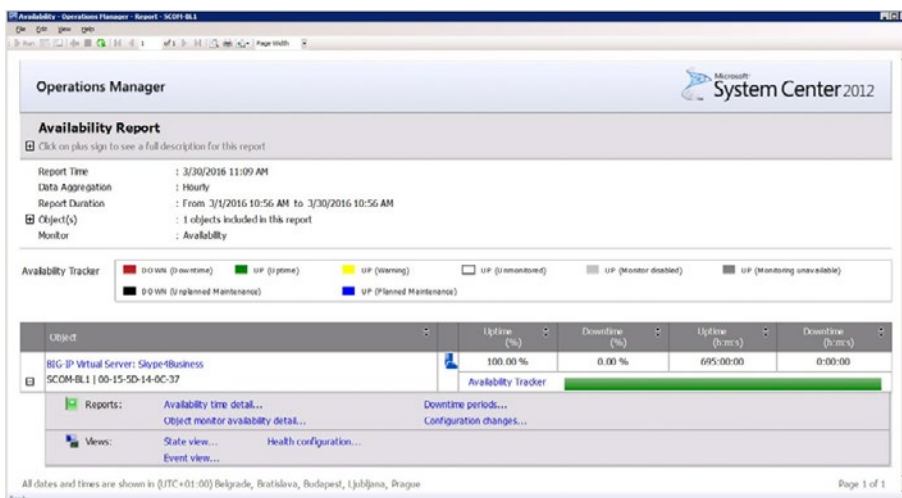 Availability - Operations Manager - Report - SCOM-BL1
File Edit View Help
Run 1 of 1 Page Width
Operations Manager
Microsoft
System Center 2012
Availability Report
Click on plus sign to see a full description for this report
Report Time : 3/30/2016 11:09 AM
Data Aggregation : Hourly
Report Duration : From 3/1/2016 10:56 AM to 3/30/2016 10:56 AM
Object(s) : 1 objects included in this report
Monitor : Availability
Availability Tracker DOWN (Downtime) UP (Uptime) UP (Warning) UP (Unmonitored) UP (Monitor disabled) UP (Monitoring unavailable)
DOWN (Unplanned Maintenance) UP (Planned Maintenance)
Object Uptime (%) Downtime (%) Uptime (h:m:s) Downtime (h:m:s)
BIG-IP Virtual Server: Skype4Business 100.00 % 0.00 % 695:00:00 0:00:00
SCOM-BL1 | 00-15-5D-14-0C-37 Availability Tracker
Reports: Availability time detail... Downtime periods...
Object monitor availability detail... Configuration changes...
Views: State view... Health configuration...
Event view...
All dates and times are shown in (UTC+01:00) Belgrade, Bratislava, Budapest, Ljubljana, Prague Page 1 of 1